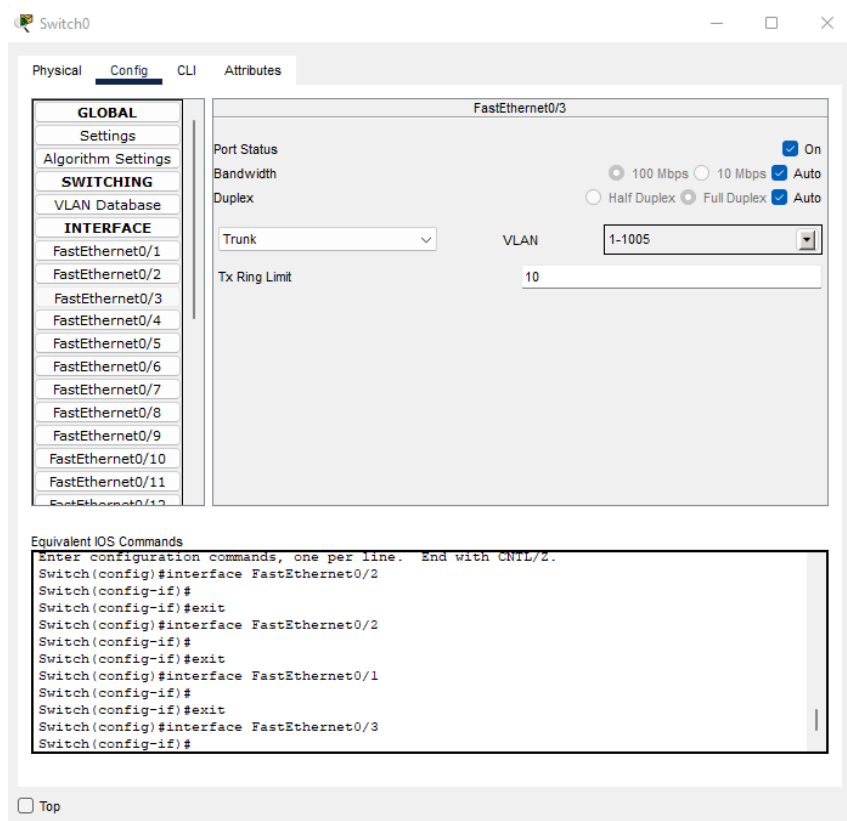 Switch0
Physical Config CLI Attributes
GLOBAL
Settings
Algorithm Settings
SWITCHING
VLAN Database
INTERFACE
FastEthernet0/1
FastEthernet0/2
FastEthernet0/3
FastEthernet0/4
FastEthernet0/5
FastEthernet0/6
FastEthernet0/7
FastEthernet0/8
FastEthernet0/9
FastEthernet0/10
FastEthernet0/11
FastEthernet0/12
FastEthernet0/3
Port Status On
Bandwidth 100 Mbps 10 Mbps Auto
Duplex Half Duplex Full Duplex Auto
Trunk VLAN 1-1005
Tx Ring Limit 10
Equivalent IOS Commands
Enter configuration commands, one per line. End with CNTL/Z.
Switch(config)#interface FastEthernet0/2
Switch(config-if)#
Switch(config-if)#exit
Switch(config)#interface FastEthernet0/2
Switch(config-if)#
Switch(config-if)#exit
Switch(config)#interface FastEthernet0/1
Switch(config-if)#
Switch(config-if)#exit
Switch(config)#interface FastEthernet0/3
Switch(config-if)#
Top